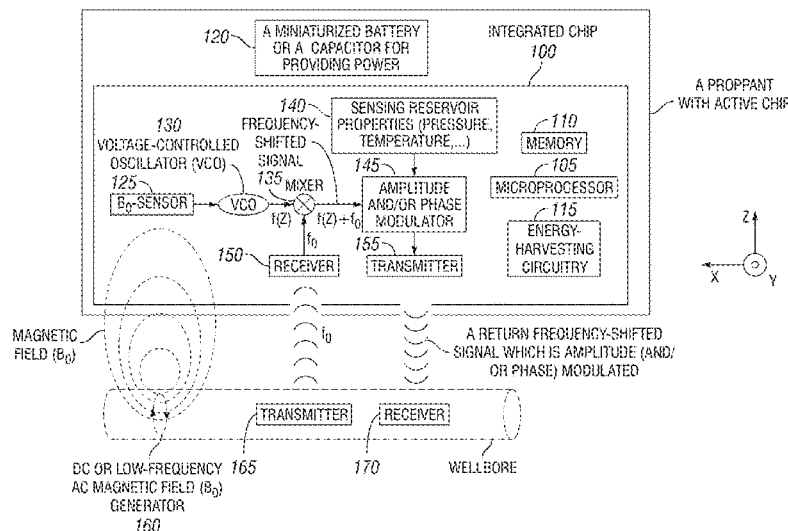 120
A MINIATURIZED BATTERY
OR A CAPACITOR FOR
PROVIDING POWER
INTEGRATED CHIP
100
A PROPPANT
WITH ACTIVE CHIP
130
VOLTAGE-CONTROLLED
OSCILLATOR (VCO)
125
B0-SENSOR
VCO
f(Z)
FREQUENCY-
SHIFTED
SIGNAL
135
MIXER
f(Z)+f0
f0
140
SENSING RESERVOIR
PROPERTIES (PRESSURE,
TEMPERATURE,...)
145
AMPLITUDE
AND/OR PHASE
MODULATOR
150
RECEIVER
155
TRANSMITTER
110
MEMORY
105
MICROPROCESSOR
115
ENERGY-
HARVESTING
CIRCUITRY
Z
X
Y
MAGNETIC
FIELD (B0)
f0
A RETURN FREQUENCY-SHIFTED
SIGNAL WHICH IS AMPLITUDE (AND/
OR PHASE) MODULATED
TRANSMITTER
165
RECEIVER
170
WELLBORE
DC OR LOW-FREQUENCY
AC MAGNETIC FIELD (B0)
GENERATOR
160